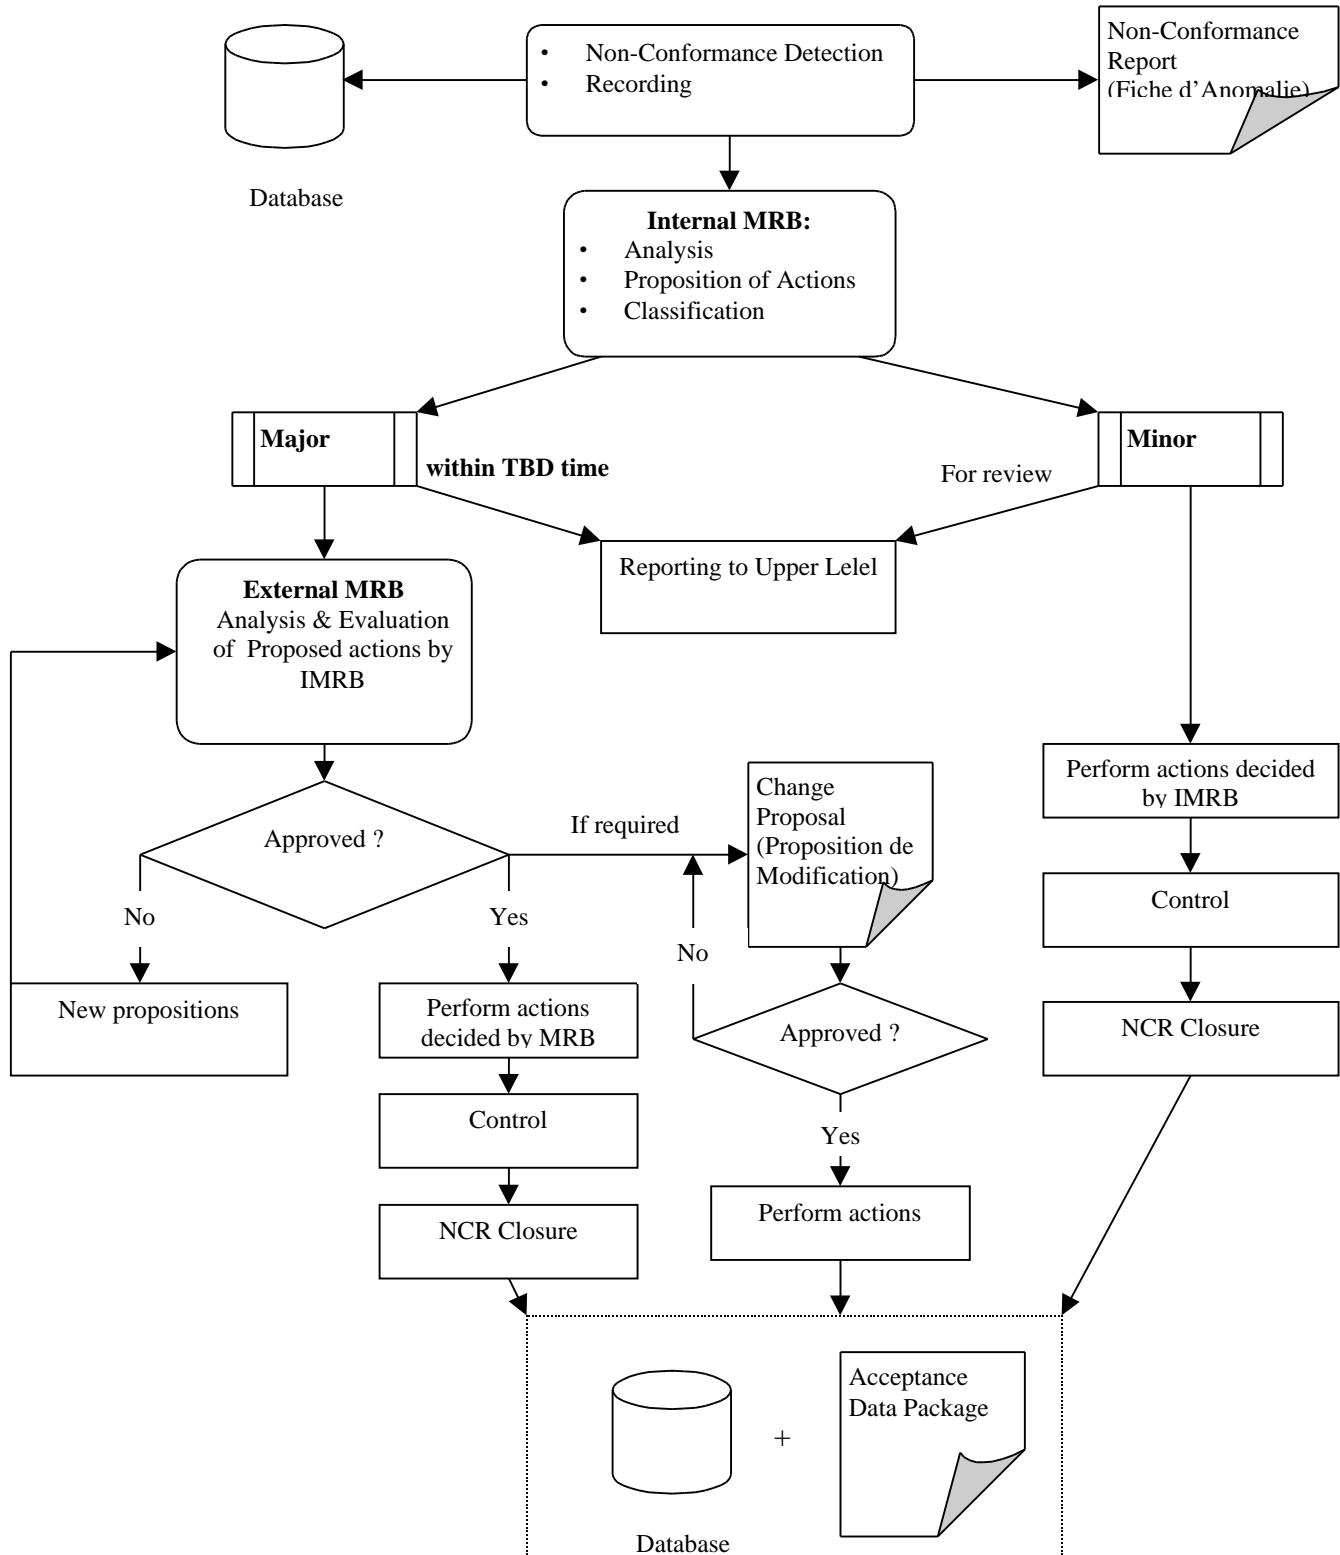 • Non-Conformance Detection
• Recording
Non-Conformance
Report
(Fiche d'Anomalie)
Database
Internal MRB:
• Analysis
• Proposition of Actions
• Classification
Major
within TBD time
For review
Minor
Reporting to Upper Lelel
External MRB
Analysis & Evaluation
of Proposed actions by
IMRB
Approved ?
If required
Change
Proposal
(Proposition de
Modification)
Perform actions decided
by IMRB
Control
NCR Closure
No
Yes
No
New propositions
Perform actions
decided by MRB
Approved ?
Control
Yes
NCR Closure
Perform actions
Acceptance
Data Package
+
Database